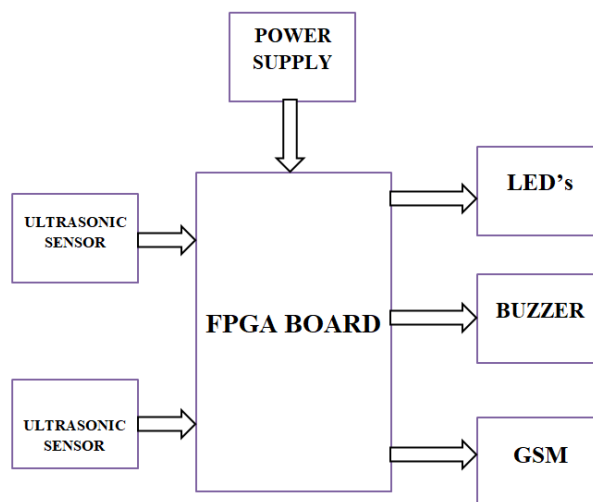 POWER
SUPPLY
LED’s
ULTRASONIC
SENSOR
FPGA BOARD
BUZZER
ULTRASONIC
SENSOR
GSM